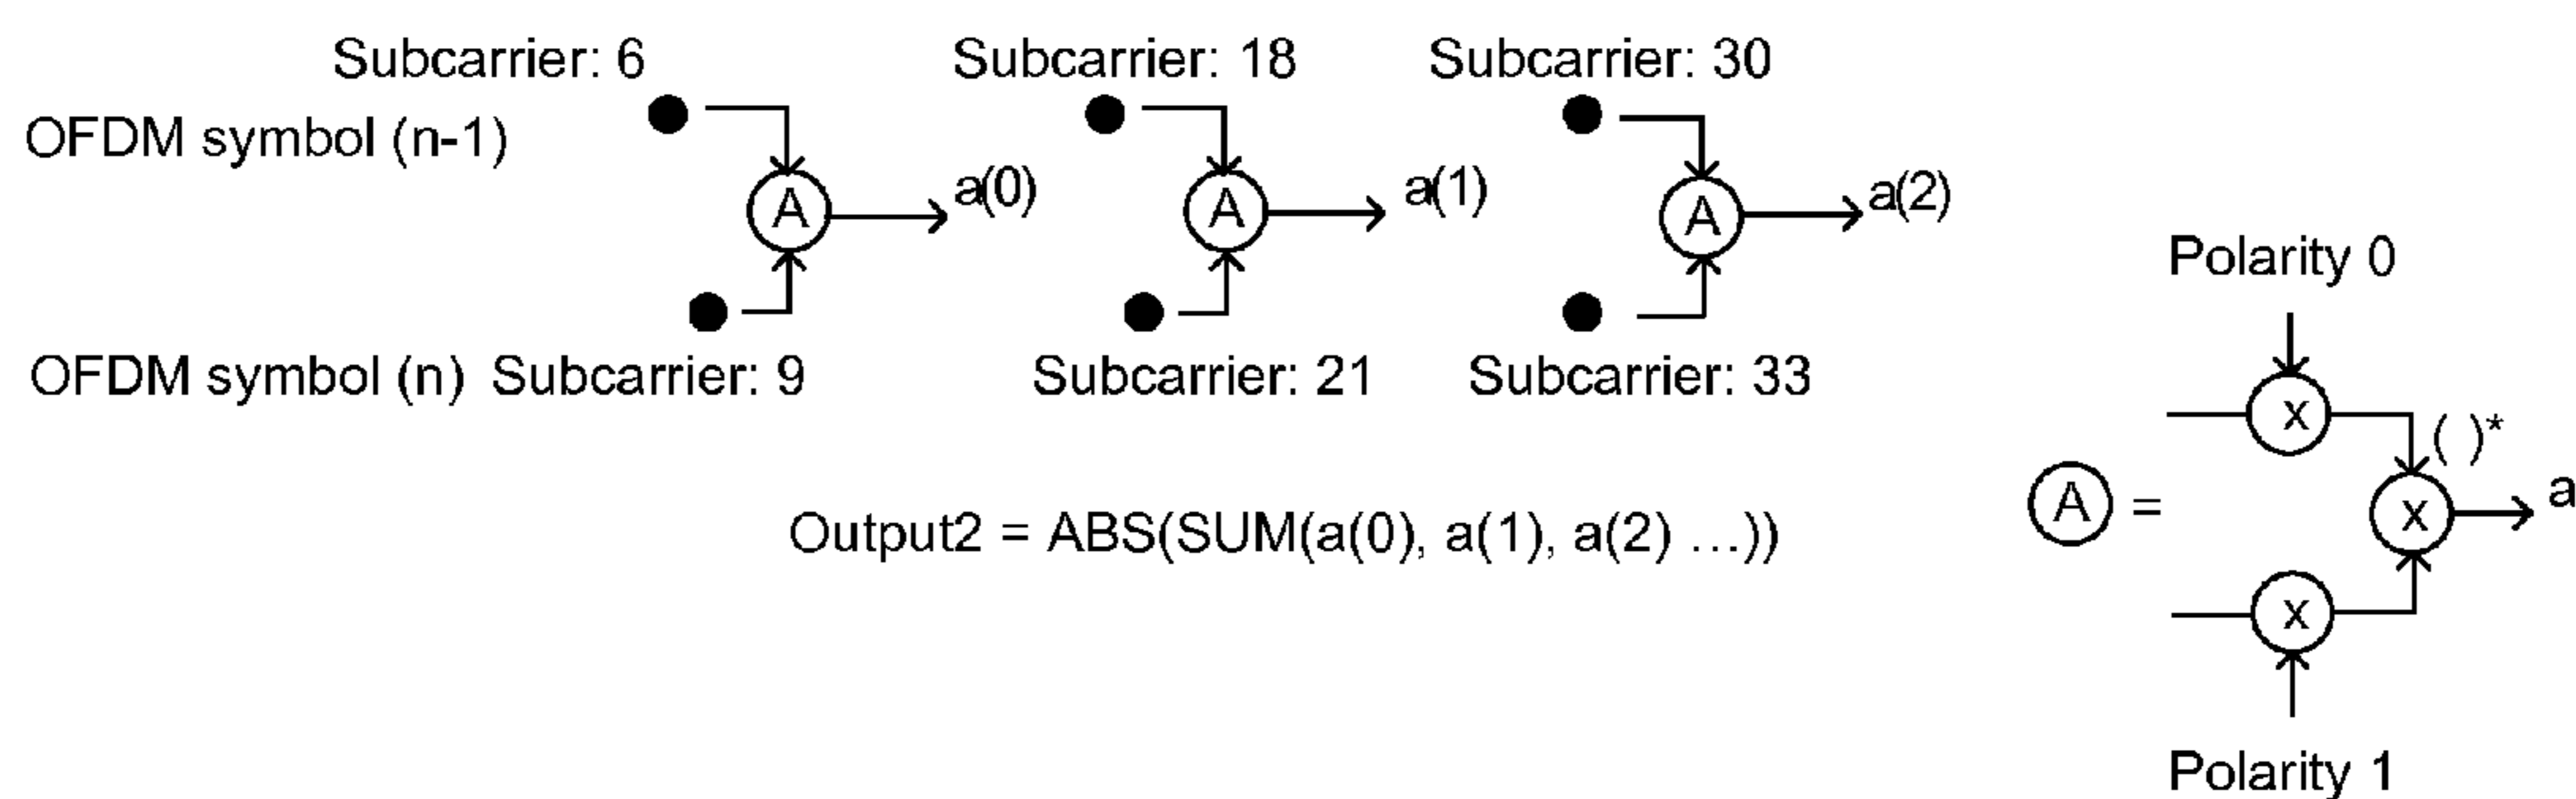 Subcarrier: 6
Subcarrier: 18
Subcarrier: 30
OFDM symbol (n-1)
A
a(0)
A
a(1)
A
a(2)
OFDM symbol (n)
Subcarrier: 9
Subcarrier: 21
Subcarrier: 33
Output2 = ABS(SUM(a(0), a(1), a(2) ...))
Polarity 0
x
( )*
A =
x
a
x
Polarity 1